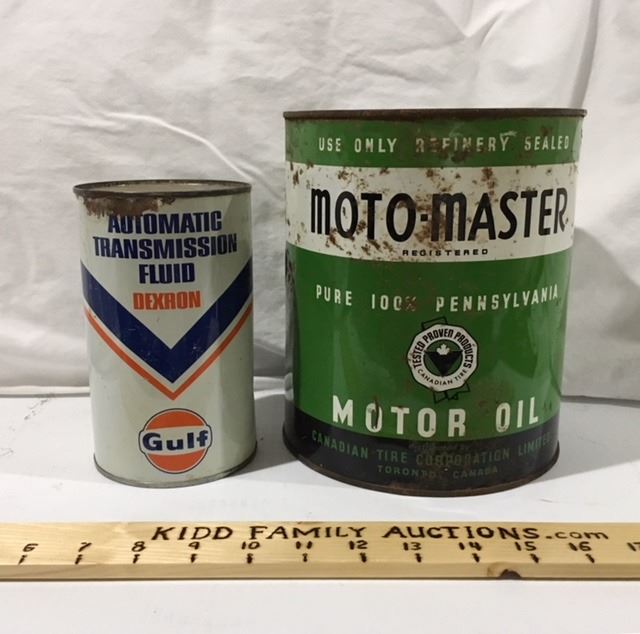 AUTOMATIC
TRANSMISSION
FLUID
DEXRON
Gulf
USE ONLY REFINERY SEALED
MOTO-MASTER
REGISTERED
PURE 100% PENNSYLVANIA
TESTED PROVEN PRODUCTS
CANADIAN TIRE
MOTOR OIL
CANADIAN TIRE CORPORATION LIMITED
TORONTO, CANADA
KIDD FAMILY AUCTIONS.com
6 7 8 9 10 11 12 13 14 15 16 17